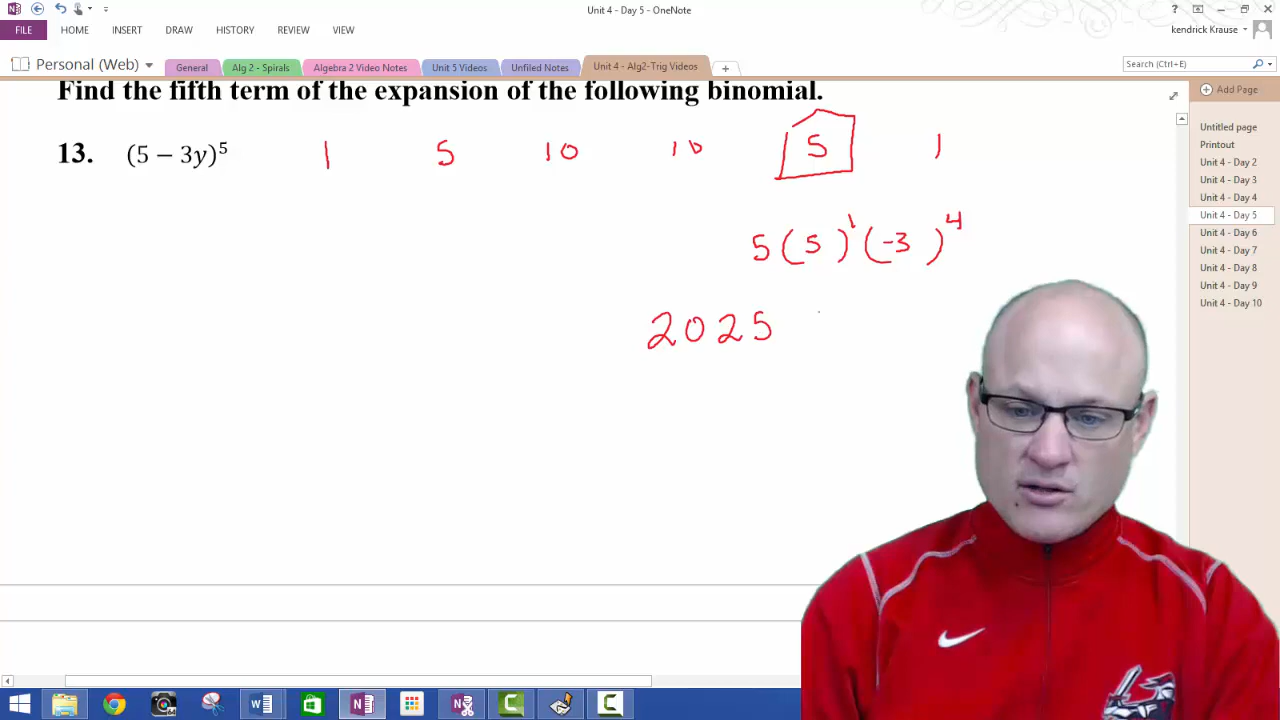 Unit 4 - Day 5 - OneNote
FILE HOME INSERT DRAW HISTORY REVIEW VIEW
kendrick Krause
Personal (Web) General Alg 2 - Spirals Algebra 2 Video Notes Unit 5 Videos Unfiled Notes Unit 4 - Alg2-Trig Videos
Search (Ctrl+E)
Find the fifth term of the expansion of the following binomial.
13. (5 − 3y)⁵ 1 5 10 10 5 1
5(5)¹(-3 )⁴
2025
Add Page
Untitled page
Printout
Unit 4 - Day 2
Unit 4 - Day 3
Unit 4 - Day 4
Unit 4 - Day 5
Unit 4 - Day 6
Unit 4 - Day 7
Unit 4 - Day 8
Unit 4 - Day 9
Unit 4 - Day 10